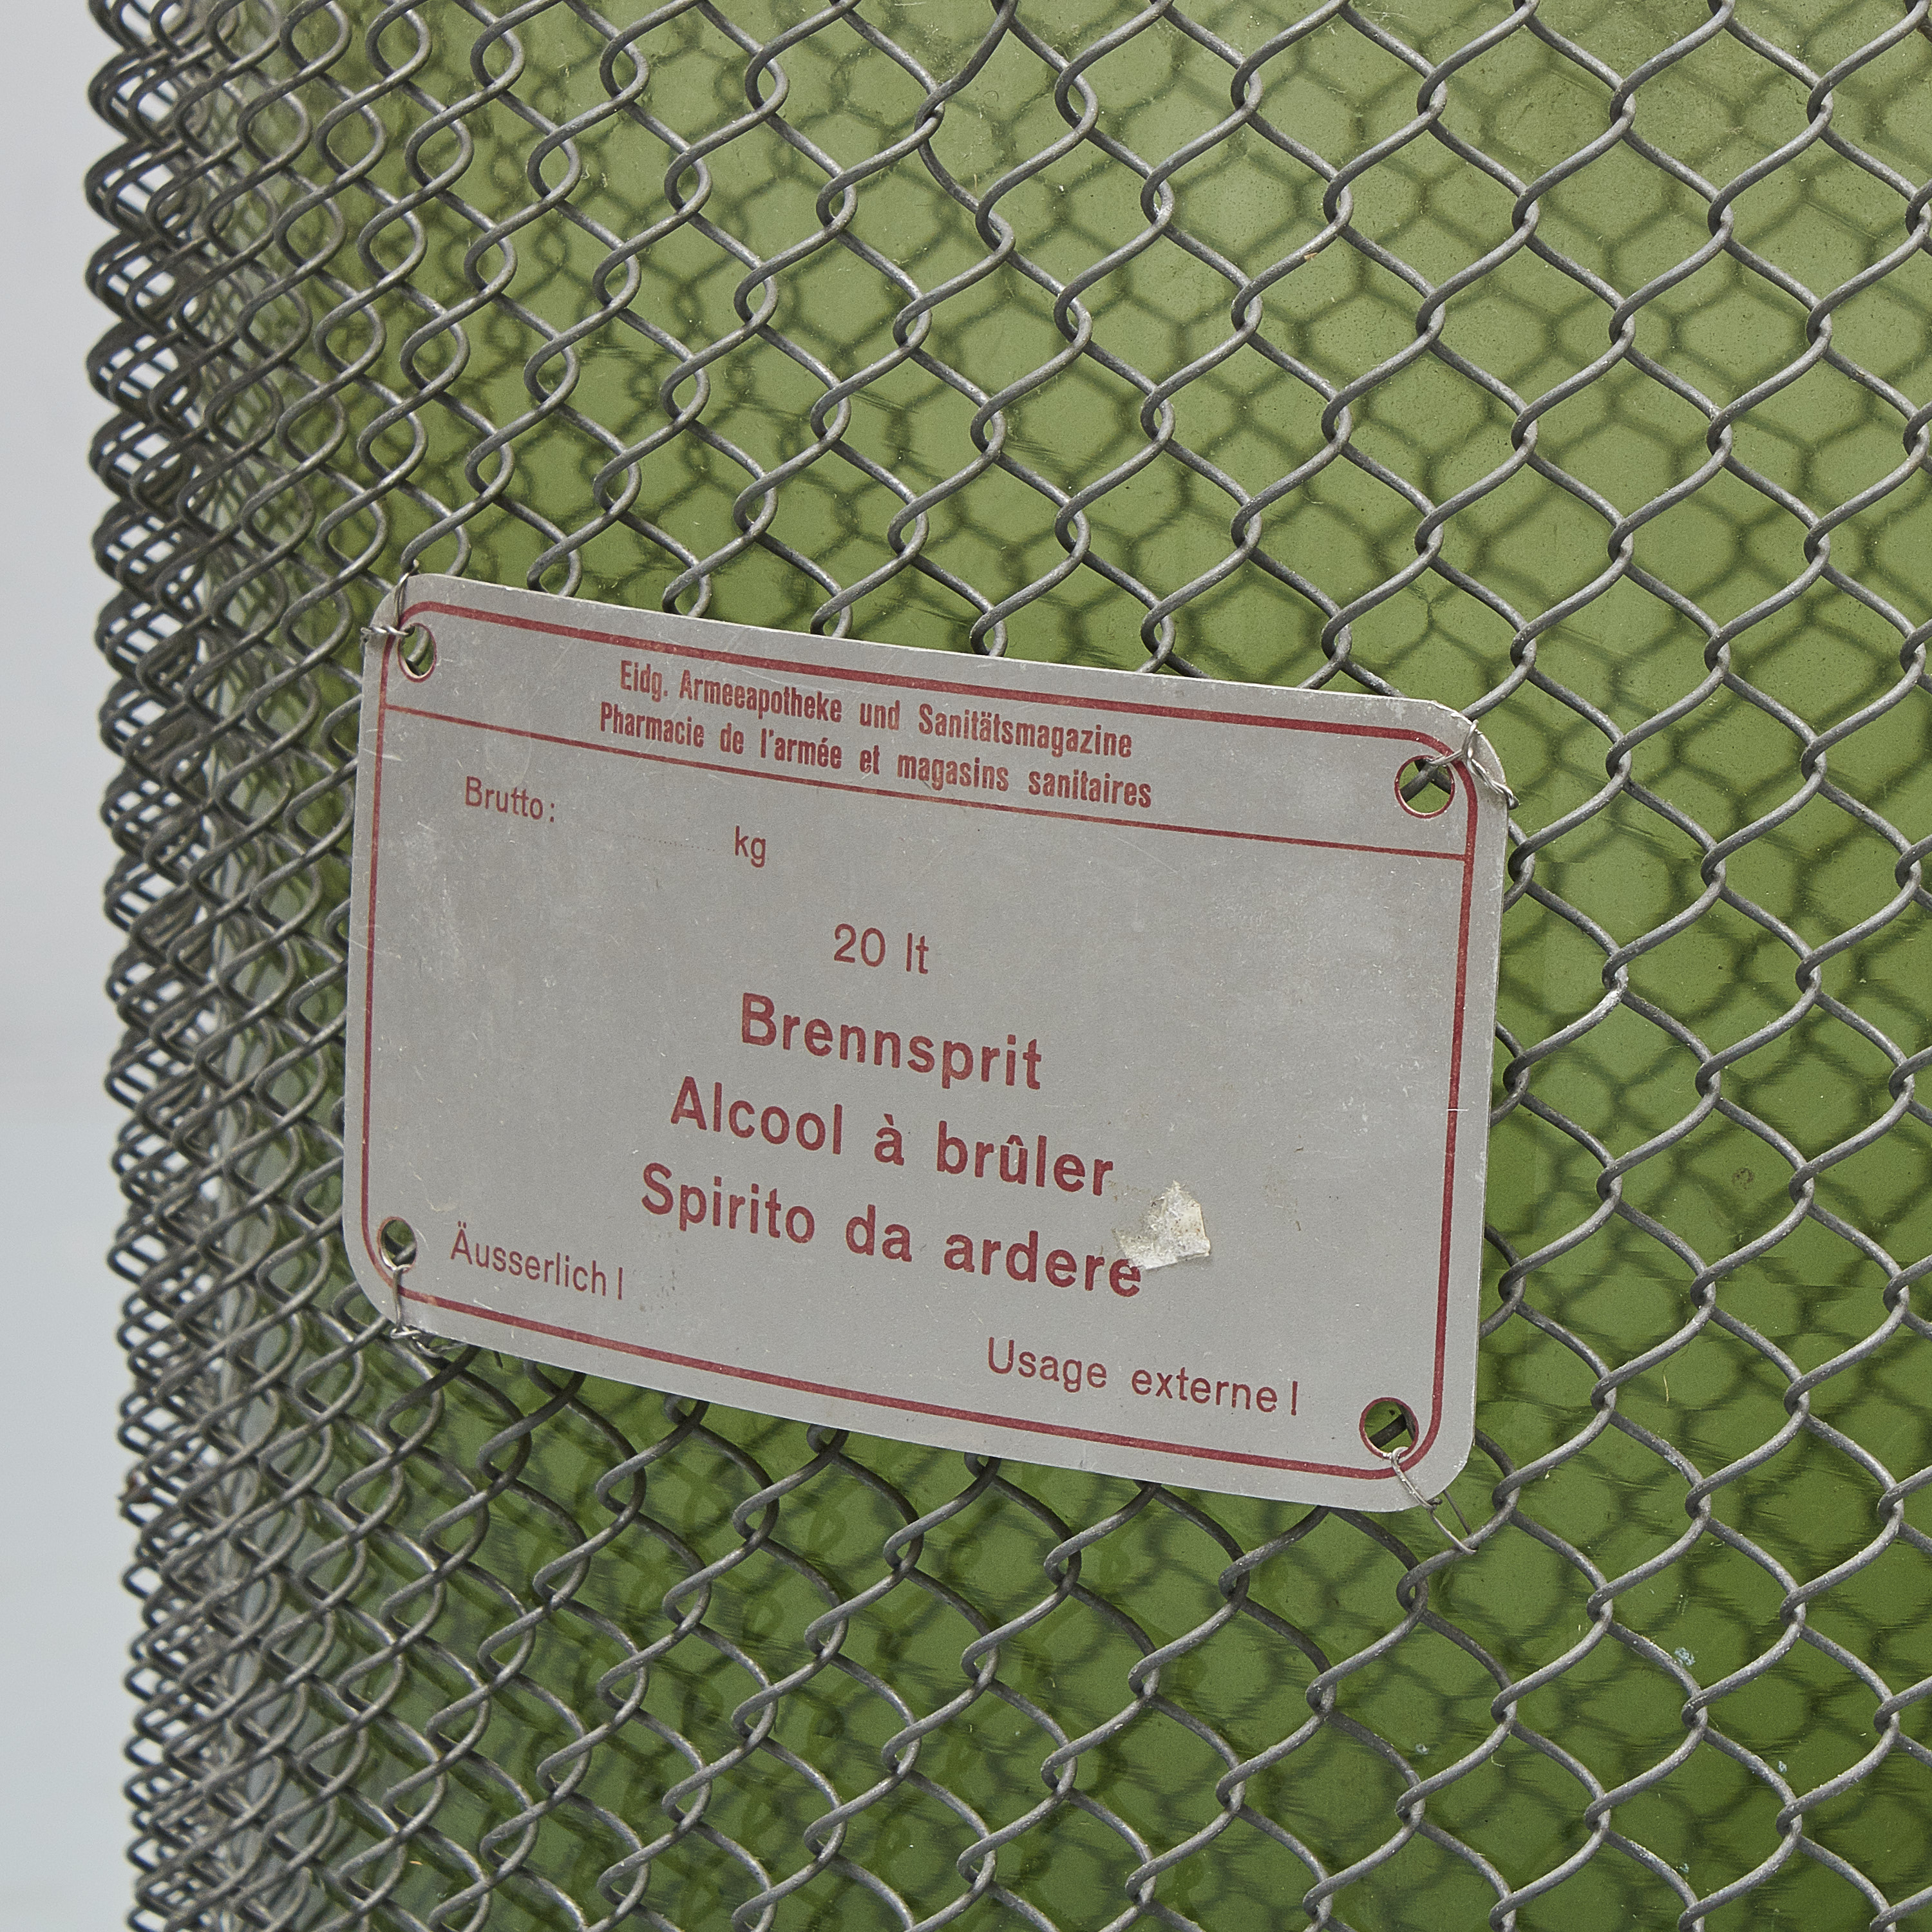 Eidg. Armeeapotheke und Sanitätsmagazine
Pharmacie de l'armée et magasins sanitaires
Brutto: kg
20 lt
Brennsprit
Alcool à brûler
Spirito da ardere
Äusserlich!
Usage externe!